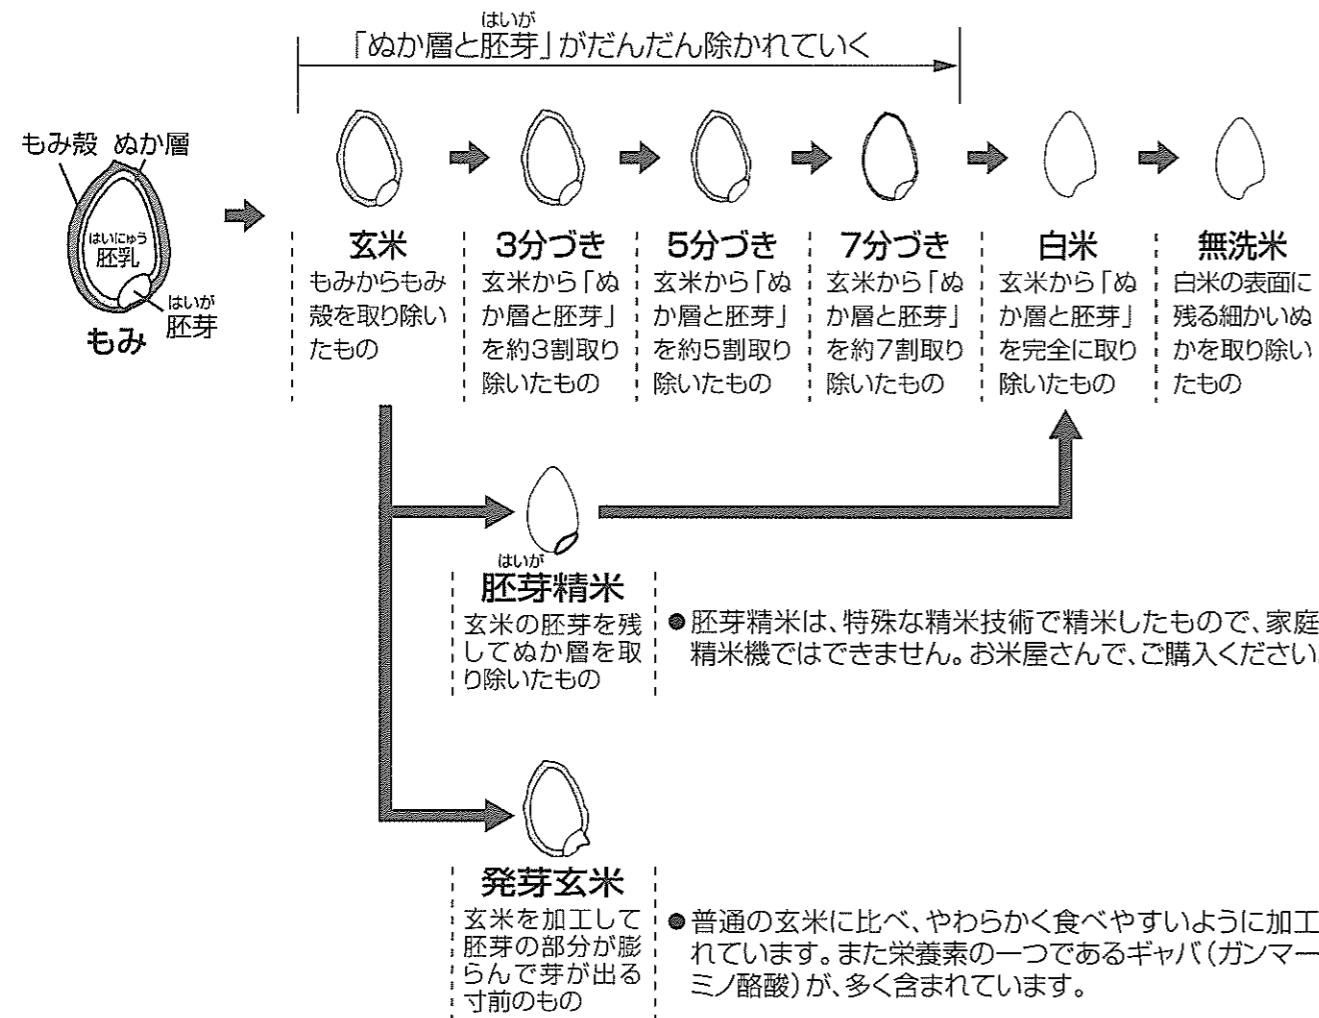 はいが
「ぬか層と胚芽」がだんだん除かれていく
もみ殻 ぬか層
はいにゅう
胚乳
はいが
胚芽
もみ
玄米
もみからもみ
殻を取り除い
たもの
3分づき
玄米から「ぬ
か層と胚芽」
を約3割取り
除いたもの
5分づき
玄米から「ぬ
か層と胚芽」
を約5割取り
除いたもの
7分づき
玄米から「ぬ
か層と胚芽」
を約7割取り
除いたもの
白米
玄米から「ぬ
か層と胚芽」
を完全に取り
除いたもの
無洗米
白米の表面に
残る細かいぬ
かを取り除い
たもの
はいが
胚芽精米
玄米の胚芽を残
してぬか層を取
り除いたもの
●胚芽精米は、特殊な精米技術で精米したもので、家庭
精米機ではできません。お米屋さんで、ご購入ください
発芽玄米
玄米を加工して
胚芽の部分が膨
らんで芽が出る
寸前のもの
●普通の玄米に比べ、やわらかく食べやすいように加工
れています。また栄養素の一つであるギャバ(ガンマー
ミノ酪酸)が、多く含まれています。